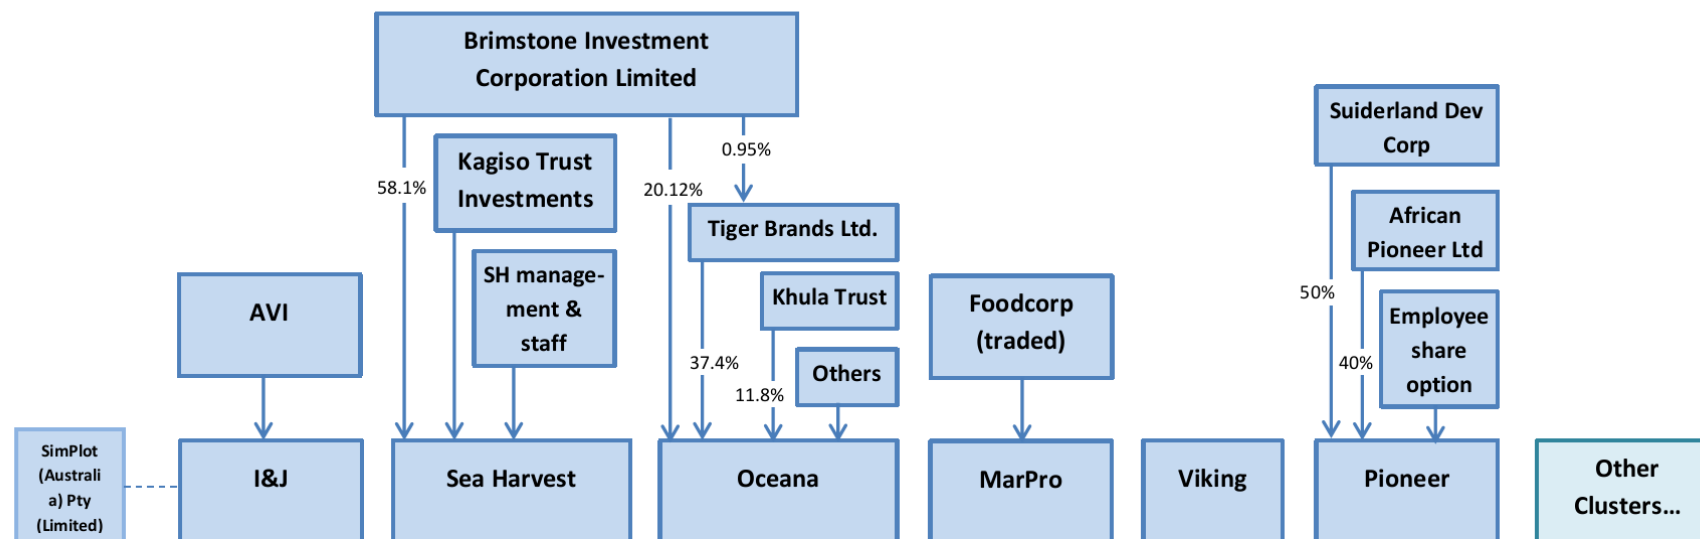 Brimstone Investment
Corporation Limited
58.1%
20.12%
0.95%
Kagiso Trust
Investments
SH manage-
ment &
staff
Tiger Brands Ltd.
Khula Trust
Others
37.4%
11.8%
AVI
Foodcorp
(traded)
Suiderland Dev
Corp
African
Pioneer Ltd
Employee
share
option
50%
40%
SimPlot
(Australi
a) Pty
(Limited)
I&J
Sea Harvest
Oceana
MarPro
Viking
Pioneer
Other
Clusters…